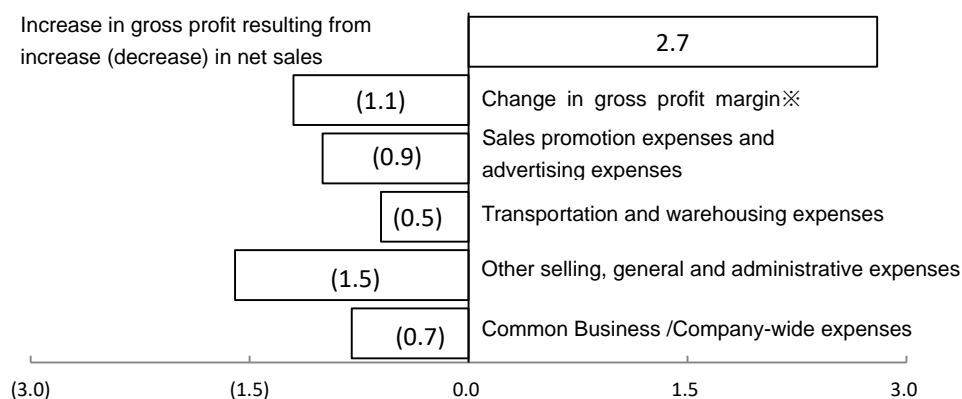 Increase in gross profit resulting from
increase (decrease) in net sales
2.7
(1.1)
Change in gross profit margin※
(0.9)
Sales promotion expenses and
advertising expenses
(0.5)
Transportation and warehousing expenses
(1.5)
Other selling, general and administrative expenses
(0.7)
Common Business /Company-wide expenses
(3.0) (1.5) 0.0 1.5 3.0